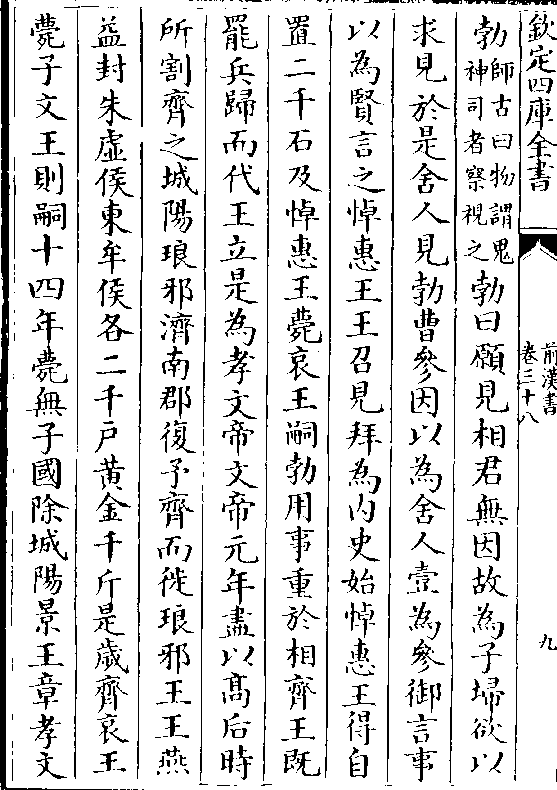 欽定四庫全書
前漢書
卷三十八
九
勃師古曰物謂鬼神司者察視之勃曰願見相君無因故為子埽欲以
求見於是舍人見勃曹參因以為舍人壹為參御言事
以為賢言之悼惠王王召見拜為内史始悼惠王得自
置二千石及悼惠王薨哀王嗣勃用事重於相齊王既
罷兵歸而代王立是為孝文帝文帝元年盡以髙后時
所割齊之城陽琅邪濟南郡復予齊而徙琅邪王王燕
益封朱虚侯東牟侯各二千戸黄金千斤是歲齊哀王
薨子文王則嗣十四年薨無子國除城陽景王章孝文